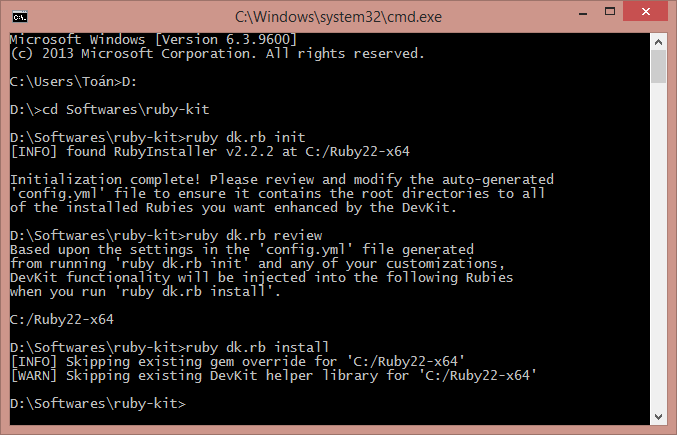 C:\Windows\system32\cmd.exe
Microsoft Windows [Version 6.3.9600]
(c) 2013 Microsoft Corporation. All rights reserved.
C:\Users\Toán>D:
D:\>cd Softwares\ruby-kit
D:\Softwares\ruby-kit>ruby dk.rb init
[INFO] found RubyInstaller v2.2.2 at C:/Ruby22-x64
Initialization complete! Please review and modify the auto-generated
'config.yml' file to ensure it contains the root directories to all
of the installed Rubies you want enhanced by the DevKit.
D:\Softwares\ruby-kit>ruby dk.rb review
Based upon the settings in the 'config.yml' file generated
from running 'ruby dk.rb init' and any of your customizations,
DevKit functionality will be injected into the following Rubies
when you run 'ruby dk.rb install'.
C:/Ruby22-x64
D:\Softwares\ruby-kit>ruby dk.rb install
[INFO] Skipping existing gem override for 'C:/Ruby22-x64'
[WARN] Skipping existing DevKit helper library for 'C:/Ruby22-x64'
D:\Softwares\ruby-kit>